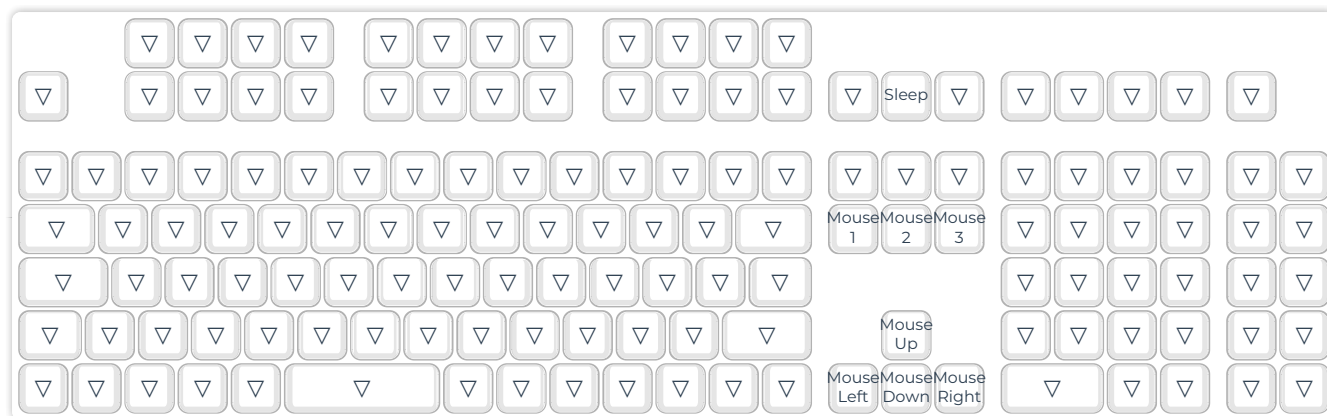 ▽ ▽ ▽ ▽ ▽ ▽ ▽ ▽ ▽ ▽ ▽ ▽
▽ ▽ ▽ ▽ ▽ ▽ ▽ ▽ ▽ ▽ ▽ ▽ ▽ ▽ Sleep ▽ ▽ ▽ ▽ ▽ ▽
▽ ▽ ▽ ▽ ▽ ▽ ▽ ▽ ▽ ▽ ▽ ▽ ▽ ▽ ▽ ▽ ▽ ▽ ▽ ▽ ▽ ▽ ▽ ▽
▽ ▽ ▽ ▽ ▽ ▽ ▽ ▽ ▽ ▽ ▽ ▽ ▽ ▽ Mouse 1 Mouse 2 Mouse 3 ▽ ▽ ▽ ▽ ▽ ▽
▽ ▽ ▽ ▽ ▽ ▽ ▽ ▽ ▽ ▽ ▽ ▽ ▽ ▽ ▽ ▽ ▽ ▽ ▽
▽ ▽ ▽ ▽ ▽ ▽ ▽ ▽ ▽ ▽ ▽ ▽ ▽ ▽ Mouse Up ▽ ▽ ▽ ▽ ▽ ▽
▽ ▽ ▽ ▽ ▽ ▽ ▽ ▽ ▽ ▽ ▽ ▽ ▽ Mouse Left Mouse Down Mouse Right ▽ ▽ ▽ ▽ ▽